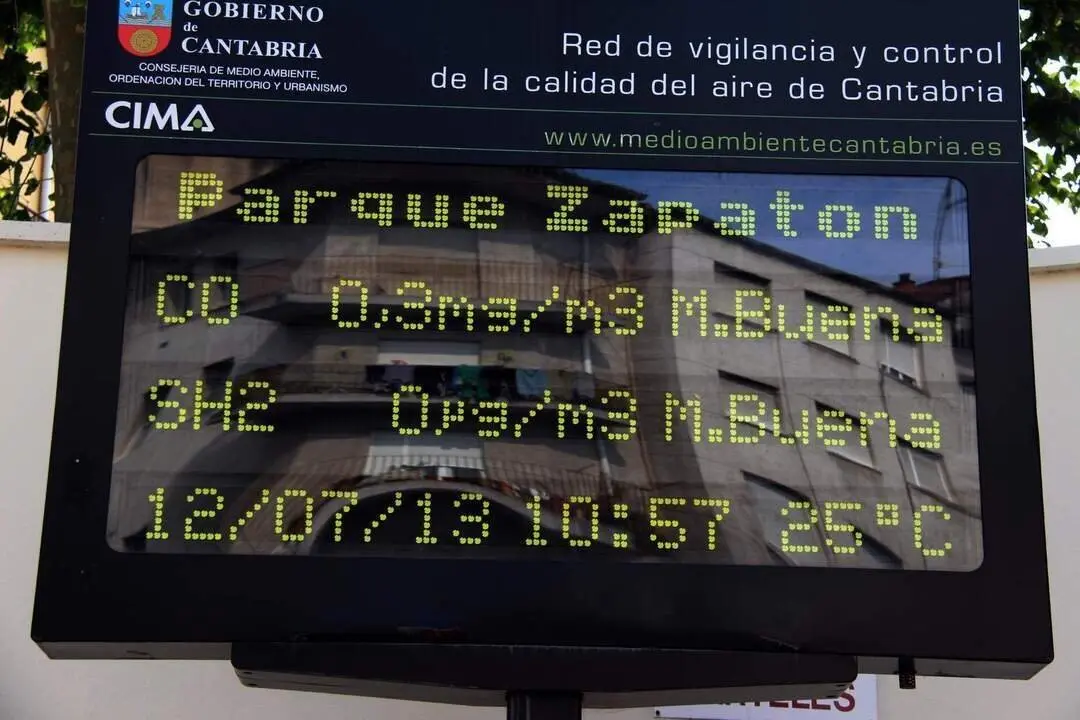 GOBIERNO
de
CANTABRIA
CONSEJERIA DE MEDIO AMBIENTE,
ORDENACION DEL TERRITORIO Y URBANISMO
Red de vigilancia y control
de la calidad del aire de Cantabria
CIMA
www.medioambientecantabria.es
Parque Zapaton
CO 0,3mg/m3 M.Buena
SH2 0µg/m3 M.Buena
12/07/13 10:57 25ºC